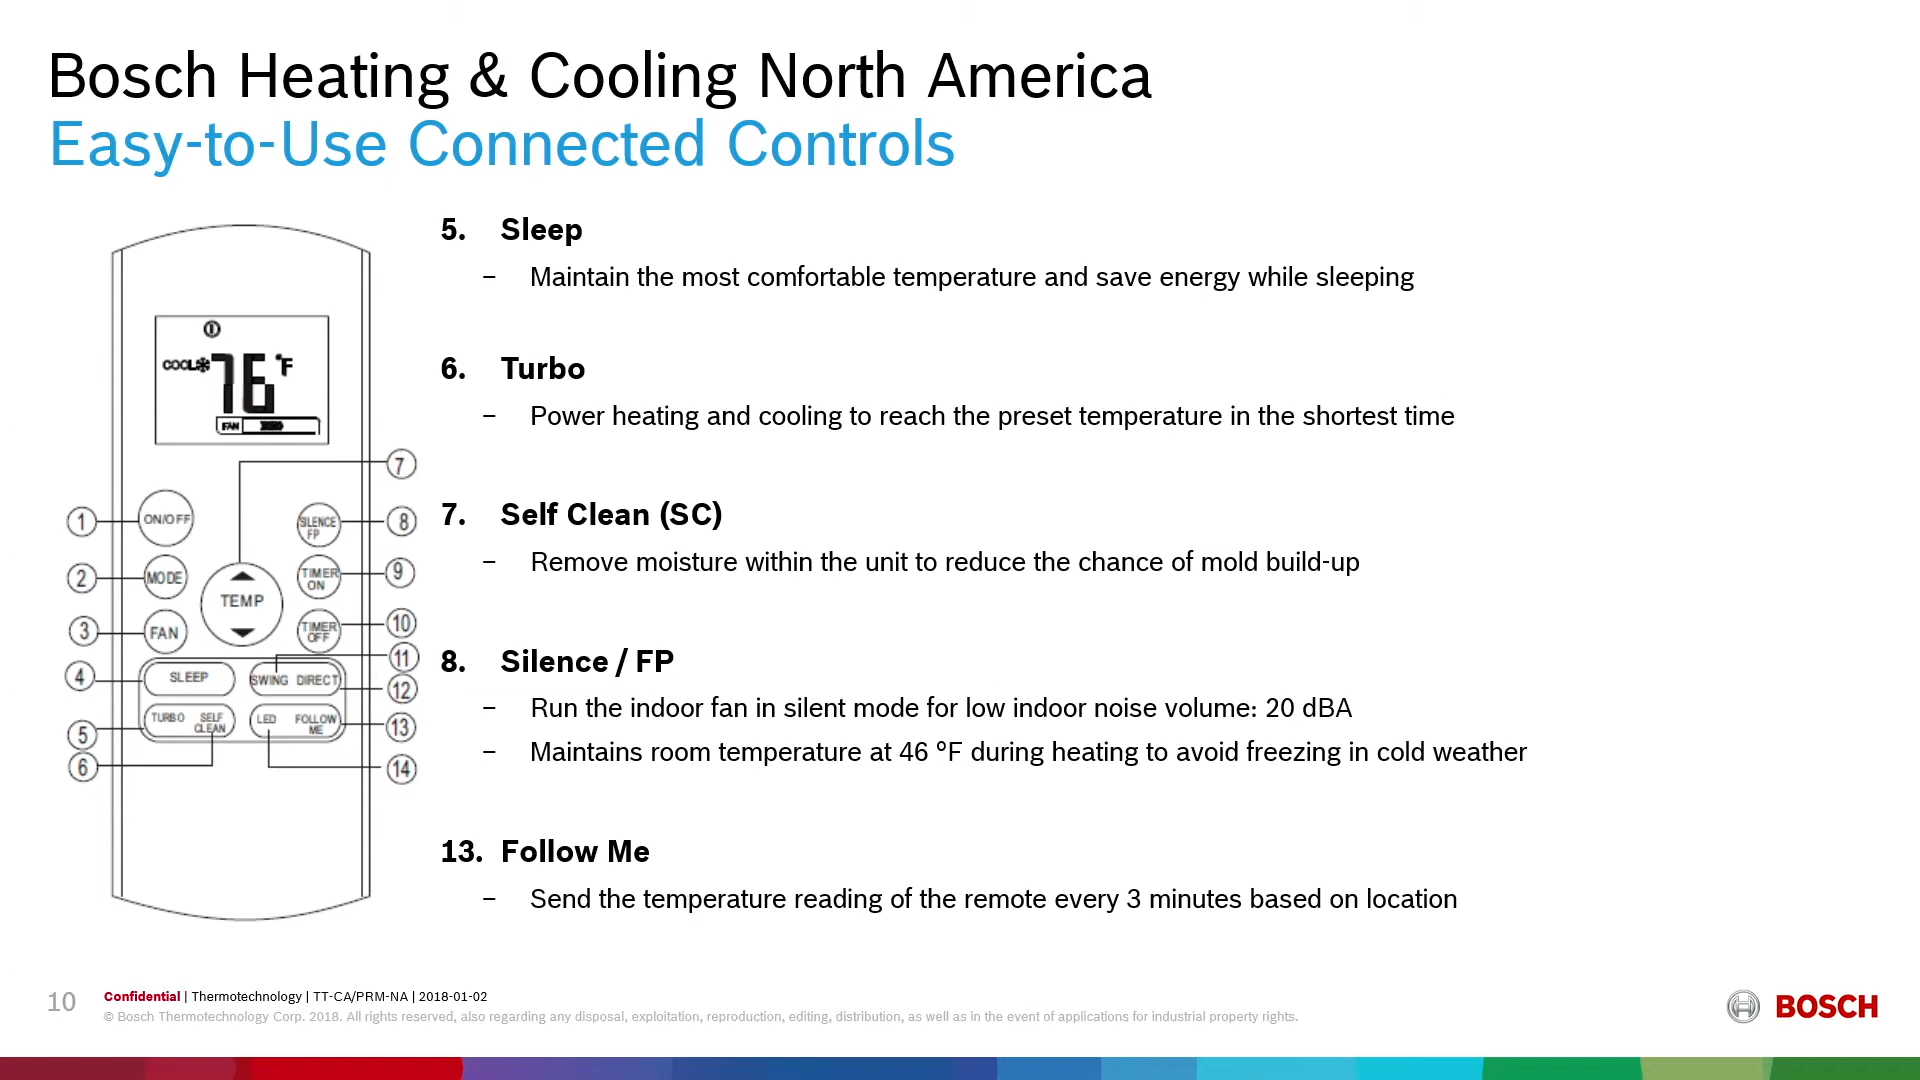 Bosch Heating & Cooling North America
Easy-to-Use Connected Controls
COOL 76 °F
FAN
7
1 ON/OFF
SILENCE FP 8
2 MODE
TIMER ON 9
TEMP
3 FAN
TIMER OFF 10
11
4 SLEEP
SWING DIRECT 12
5 TURBO SELF CLEAN
LED FOLLOW ME 13
6
14
5. Sleep
– Maintain the most comfortable temperature and save energy while sleeping
6. Turbo
– Power heating and cooling to reach the preset temperature in the shortest time
7. Self Clean (SC)
– Remove moisture within the unit to reduce the chance of mold build-up
8. Silence / FP
– Run the indoor fan in silent mode for low indoor noise volume: 20 dBA
– Maintains room temperature at 46 °F during heating to avoid freezing in cold weather
13. Follow Me
– Send the temperature reading of the remote every 3 minutes based on location
10
Confidential | Thermotechnology | TT-CA/PRM-NA | 2018-01-02
© Bosch Thermotechnology Corp. 2018. All rights reserved, also regarding any disposal, exploitation, reproduction, editing, distribution, as well as in the event of applications for industrial property rights.
BOSCH